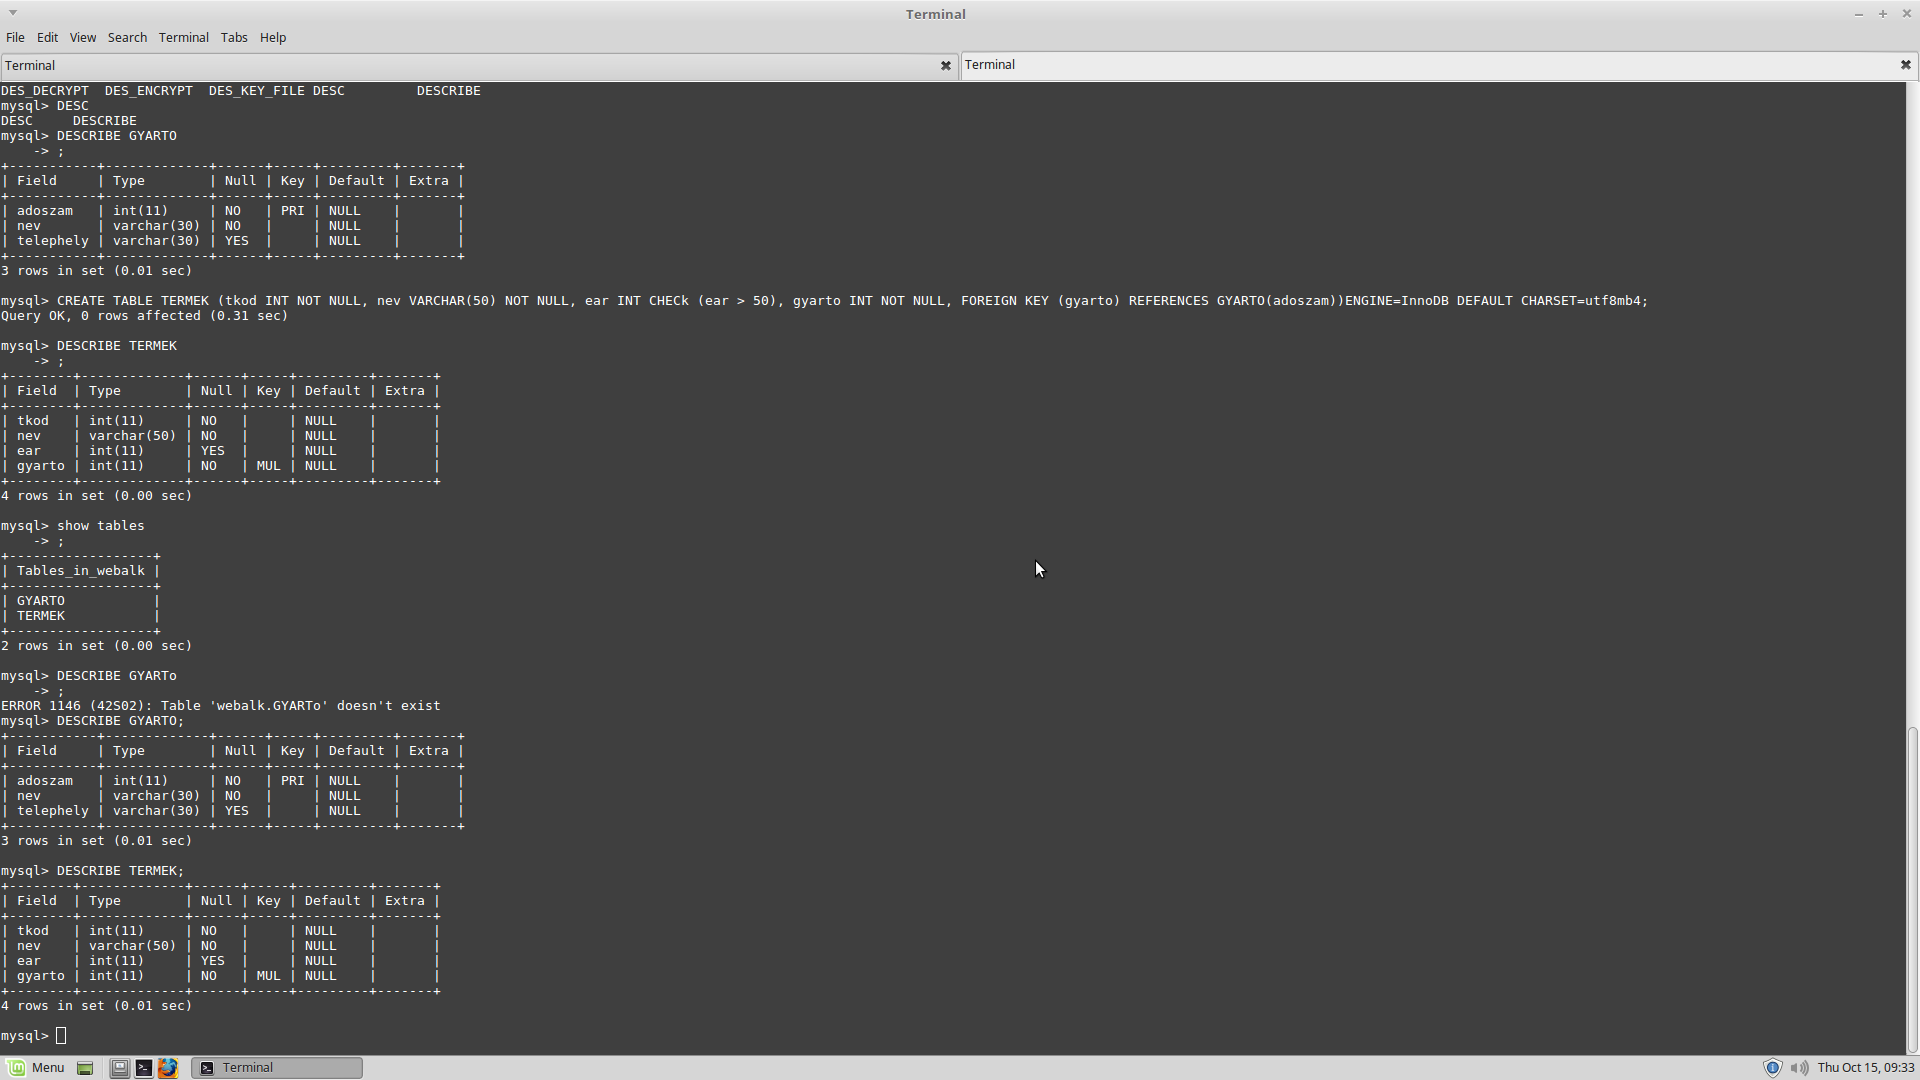 Terminal
File Edit View Search Terminal Tabs Help
Terminal
Terminal
DES_DECRYPT  DES_ENCRYPT  DES_KEY_FILE DESC         DESCRIBE
mysql> DESC
DESC     DESCRIBE
mysql> DESCRIBE GYARTO
    -> ;
+-----------+-------------+------+-----+---------+-------+
| Field     | Type        | Null | Key | Default | Extra |
+-----------+-------------+------+-----+---------+-------+
| adoszam   | int(11)     | NO   | PRI | NULL    |       |
| nev       | varchar(30) | NO   |     | NULL    |       |
| telephely | varchar(30) | YES  |     | NULL    |       |
+-----------+-------------+------+-----+---------+-------+
3 rows in set (0.01 sec)
mysql> CREATE TABLE TERMEK (tkod INT NOT NULL, nev VARCHAR(50) NOT NULL, ear INT CHECk (ear > 50), gyarto INT NOT NULL, FOREIGN KEY (gyarto) REFERENCES GYARTO(adoszam))ENGINE=InnoDB DEFAULT CHARSET=utf8mb4;
Query OK, 0 rows affected (0.31 sec)
mysql> DESCRIBE TERMEK
    -> ;
+--------+-------------+------+-----+---------+-------+
| Field  | Type        | Null | Key | Default | Extra |
+--------+-------------+------+-----+---------+-------+
| tkod   | int(11)     | NO   |     | NULL    |       |
| nev    | varchar(50) | NO   |     | NULL    |       |
| ear    | int(11)     | YES  |     | NULL    |       |
| gyarto | int(11)     | NO   | MUL | NULL    |       |
+--------+-------------+------+-----+---------+-------+
4 rows in set (0.00 sec)
mysql> show tables
    -> ;
+------------------+
| Tables_in_webalk |
+------------------+
| GYARTO           |
| TERMEK           |
+------------------+
2 rows in set (0.00 sec)
mysql> DESCRIBE GYARTo
    -> ;
ERROR 1146 (42S02): Table 'webalk.GYARTo' doesn't exist
mysql> DESCRIBE GYARTO;
+-----------+-------------+------+-----+---------+-------+
| Field     | Type        | Null | Key | Default | Extra |
+-----------+-------------+------+-----+---------+-------+
| adoszam   | int(11)     | NO   | PRI | NULL    |       |
| nev       | varchar(30) | NO   |     | NULL    |       |
| telephely | varchar(30) | YES  |     | NULL    |       |
+-----------+-------------+------+-----+---------+-------+
3 rows in set (0.01 sec)
mysql> DESCRIBE TERMEK;
+--------+-------------+------+-----+---------+-------+
| Field  | Type        | Null | Key | Default | Extra |
+--------+-------------+------+-----+---------+-------+
| tkod   | int(11)     | NO   |     | NULL    |       |
| nev    | varchar(50) | NO   |     | NULL    |       |
| ear    | int(11)     | YES  |     | NULL    |       |
| gyarto | int(11)     | NO   | MUL | NULL    |       |
+--------+-------------+------+-----+---------+-------+
4 rows in set (0.01 sec)
mysql>
Menu Terminal Thu Oct 15, 09:33